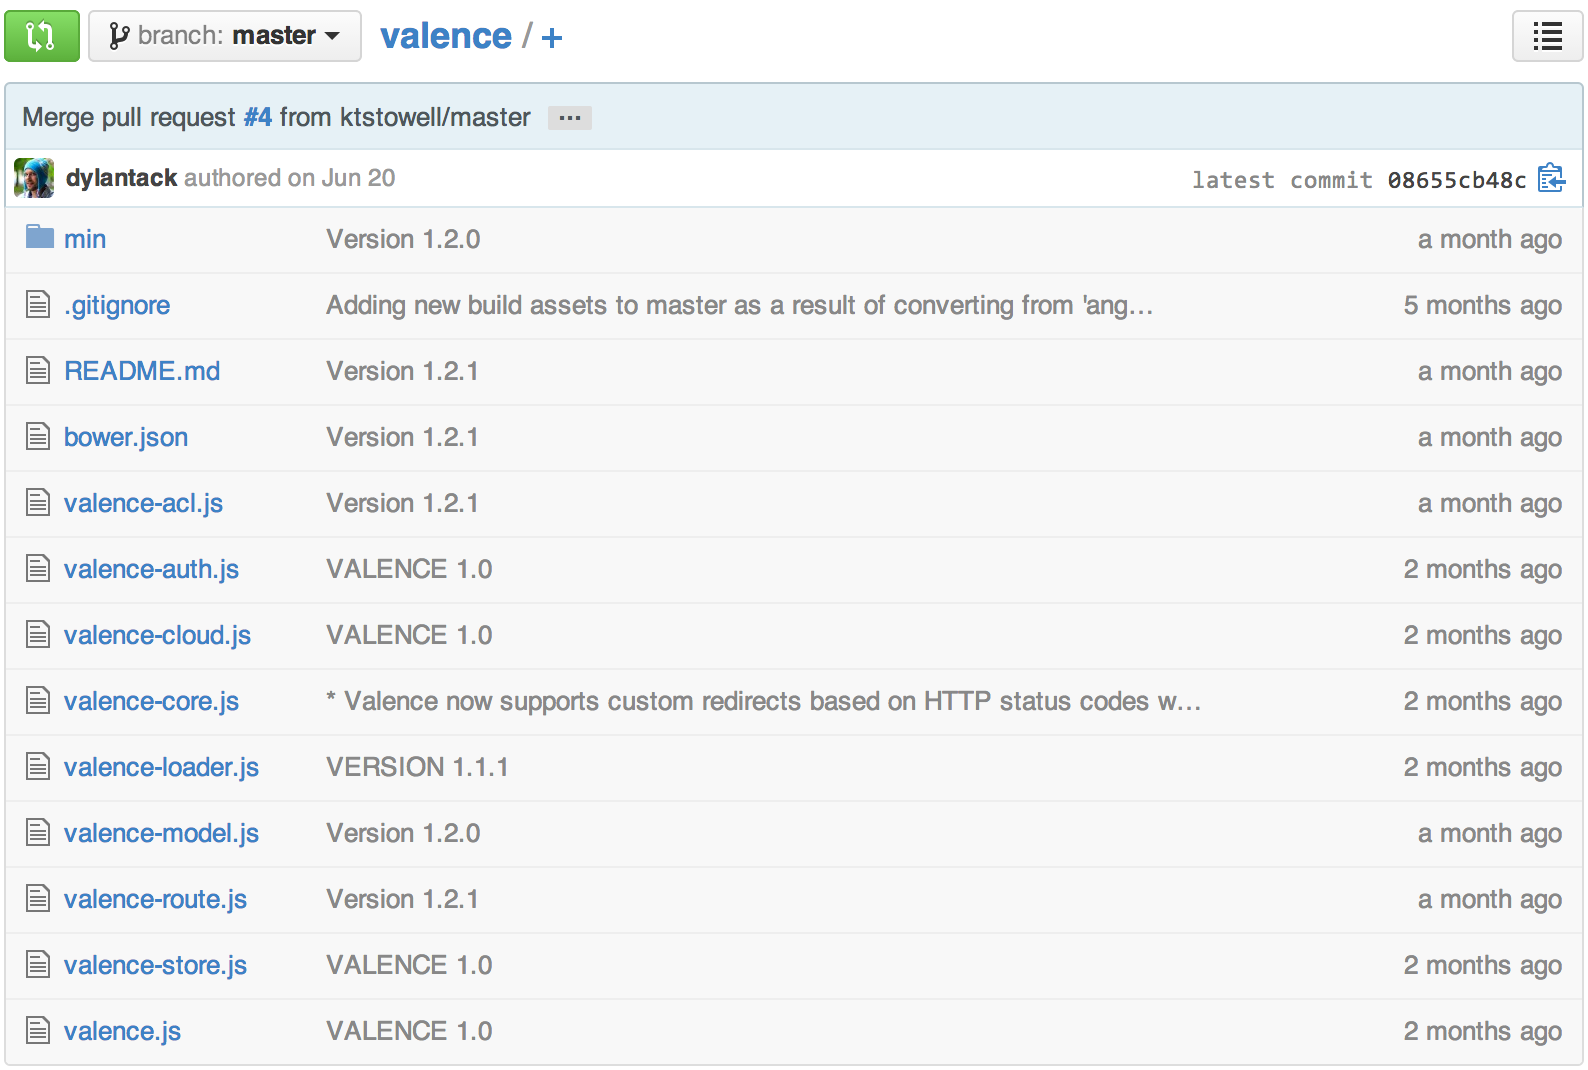 branch: master valence / +
Merge pull request #4 from ktstowell/master ...
dylantack authored on Jun 20 latest commit 08655cb48c
min Version 1.2.0 a month ago
.gitignore Adding new build assets to master as a result of converting from 'ang… 5 months ago
README.md Version 1.2.1 a month ago
bower.json Version 1.2.1 a month ago
valence-acl.js Version 1.2.1 a month ago
valence-auth.js VALENCE 1.0 2 months ago
valence-cloud.js VALENCE 1.0 2 months ago
valence-core.js * Valence now supports custom redirects based on HTTP status codes w… 2 months ago
valence-loader.js VERSION 1.1.1 2 months ago
valence-model.js Version 1.2.0 a month ago
valence-route.js Version 1.2.1 a month ago
valence-store.js VALENCE 1.0 2 months ago
valence.js VALENCE 1.0 2 months ago